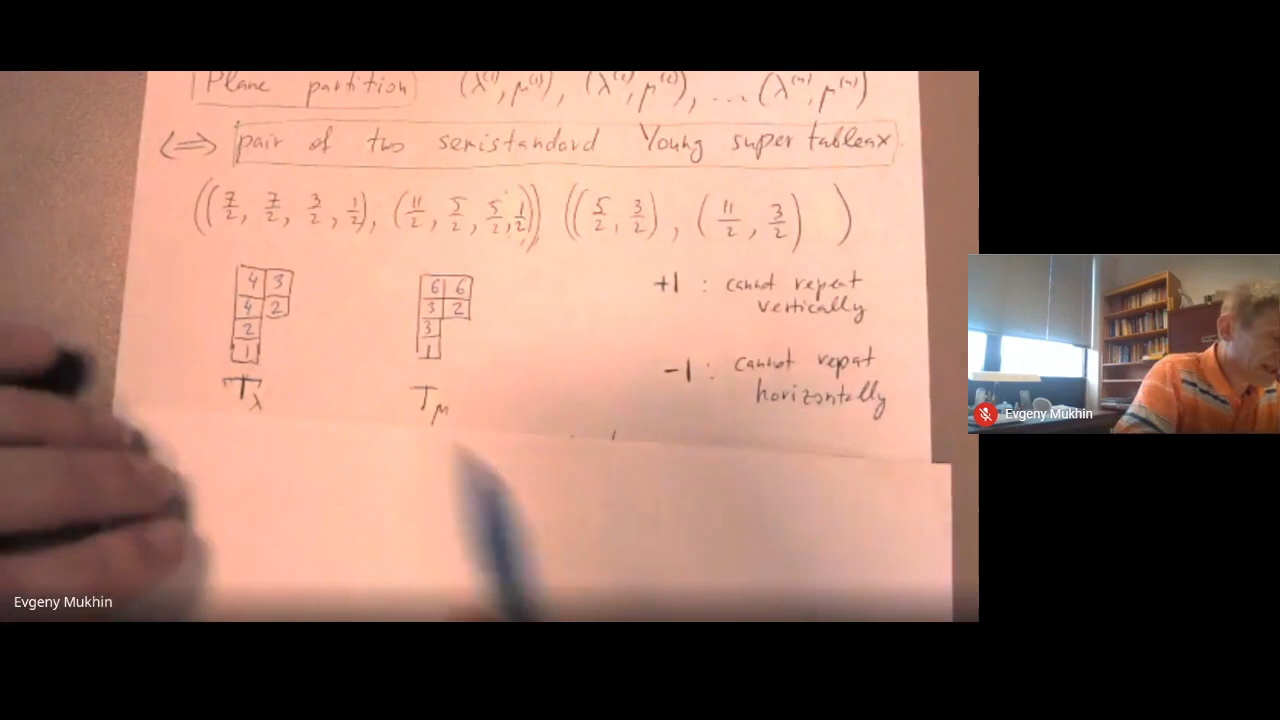 Plane partition (λ⁽¹⁾, μ⁽¹⁾), (λ⁽²⁾, μ⁽²⁾), ... (λ⁽ⁿ⁾, μ⁽ⁿ⁾)
⟺ pair of two semistandard Young super tableax.
((7/2, 7/2, 3/2, 1/2), (11/2, 5/2, 5/2, 1/2)) ((5/2, 3/2), (11/2, 3/2))
4 3 6 6 +1 : cannot repeat
4 2 3 2 vertically
2 3
1 1 -1 : cannot repat
T_λ T_μ horizontally
Evgeny Mukhin
Evgeny Mukhin